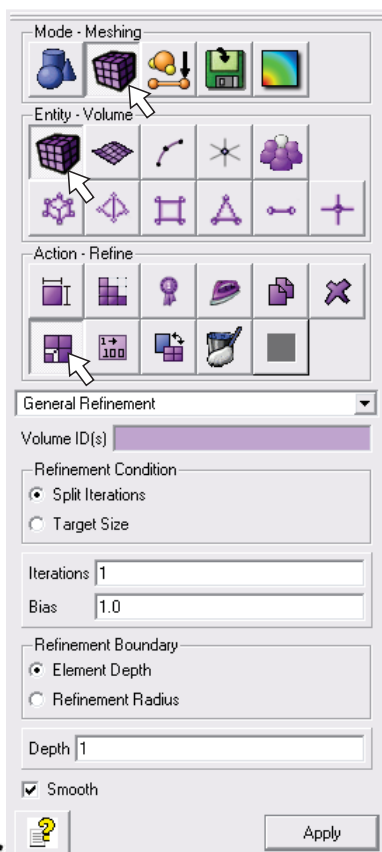 Mode - Meshing
Entity - Volume
Action - Refine
1
100
General Refinement
Volume ID(s)
Refinement Condition
Split Iterations
Target Size
Iterations 1
Bias 1.0
Refinement Boundary
Element Depth
Refinement Radius
Depth 1
Smooth
?
Apply